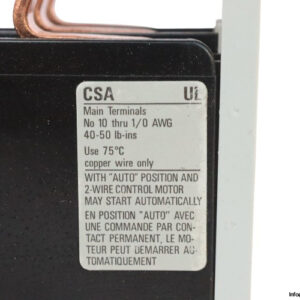 CSA UL
Main Terminals
No 10 thru 1/0 AWG
40-50 lb-ins
Use 75°C
copper wire only
WITH "AUTO" POSITION AND
2-WIRE CONTROL MOTOR
MAY START AUTOMATICALLY
EN POSITION "AUTO" AVEC
UNE COMMANDE PAR CON-
TACT PERMANENT, LE MO-
TEUR PEUT DÉMARRER AU-
TOMATIQUEMENT